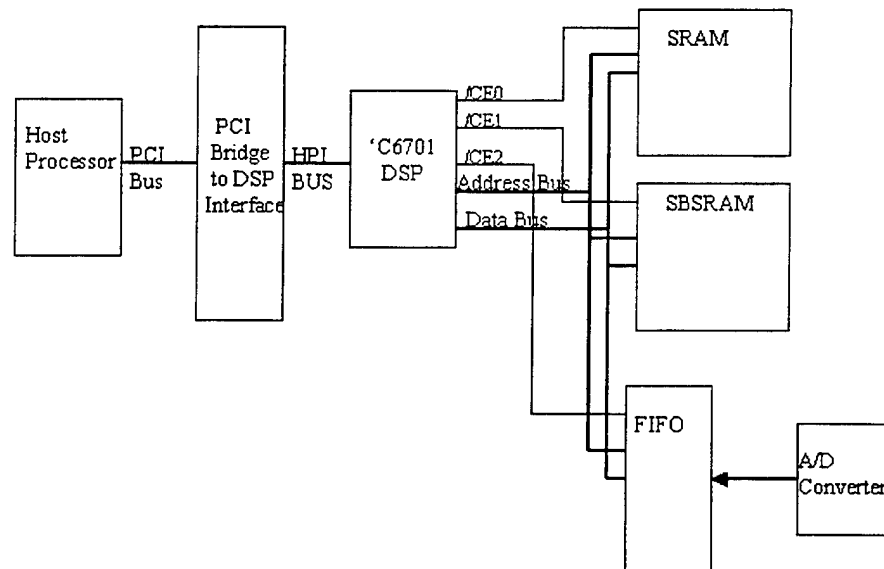 Host
Processor
PCI
Bus
PCI
Bridge
to DSP
Interface
HPI
BUS
'C6701
DSP
/CE0
/CE1
/CE2
Address Bus
Data Bus
SRAM
SBSRAM
FIFO
A/D
Converter